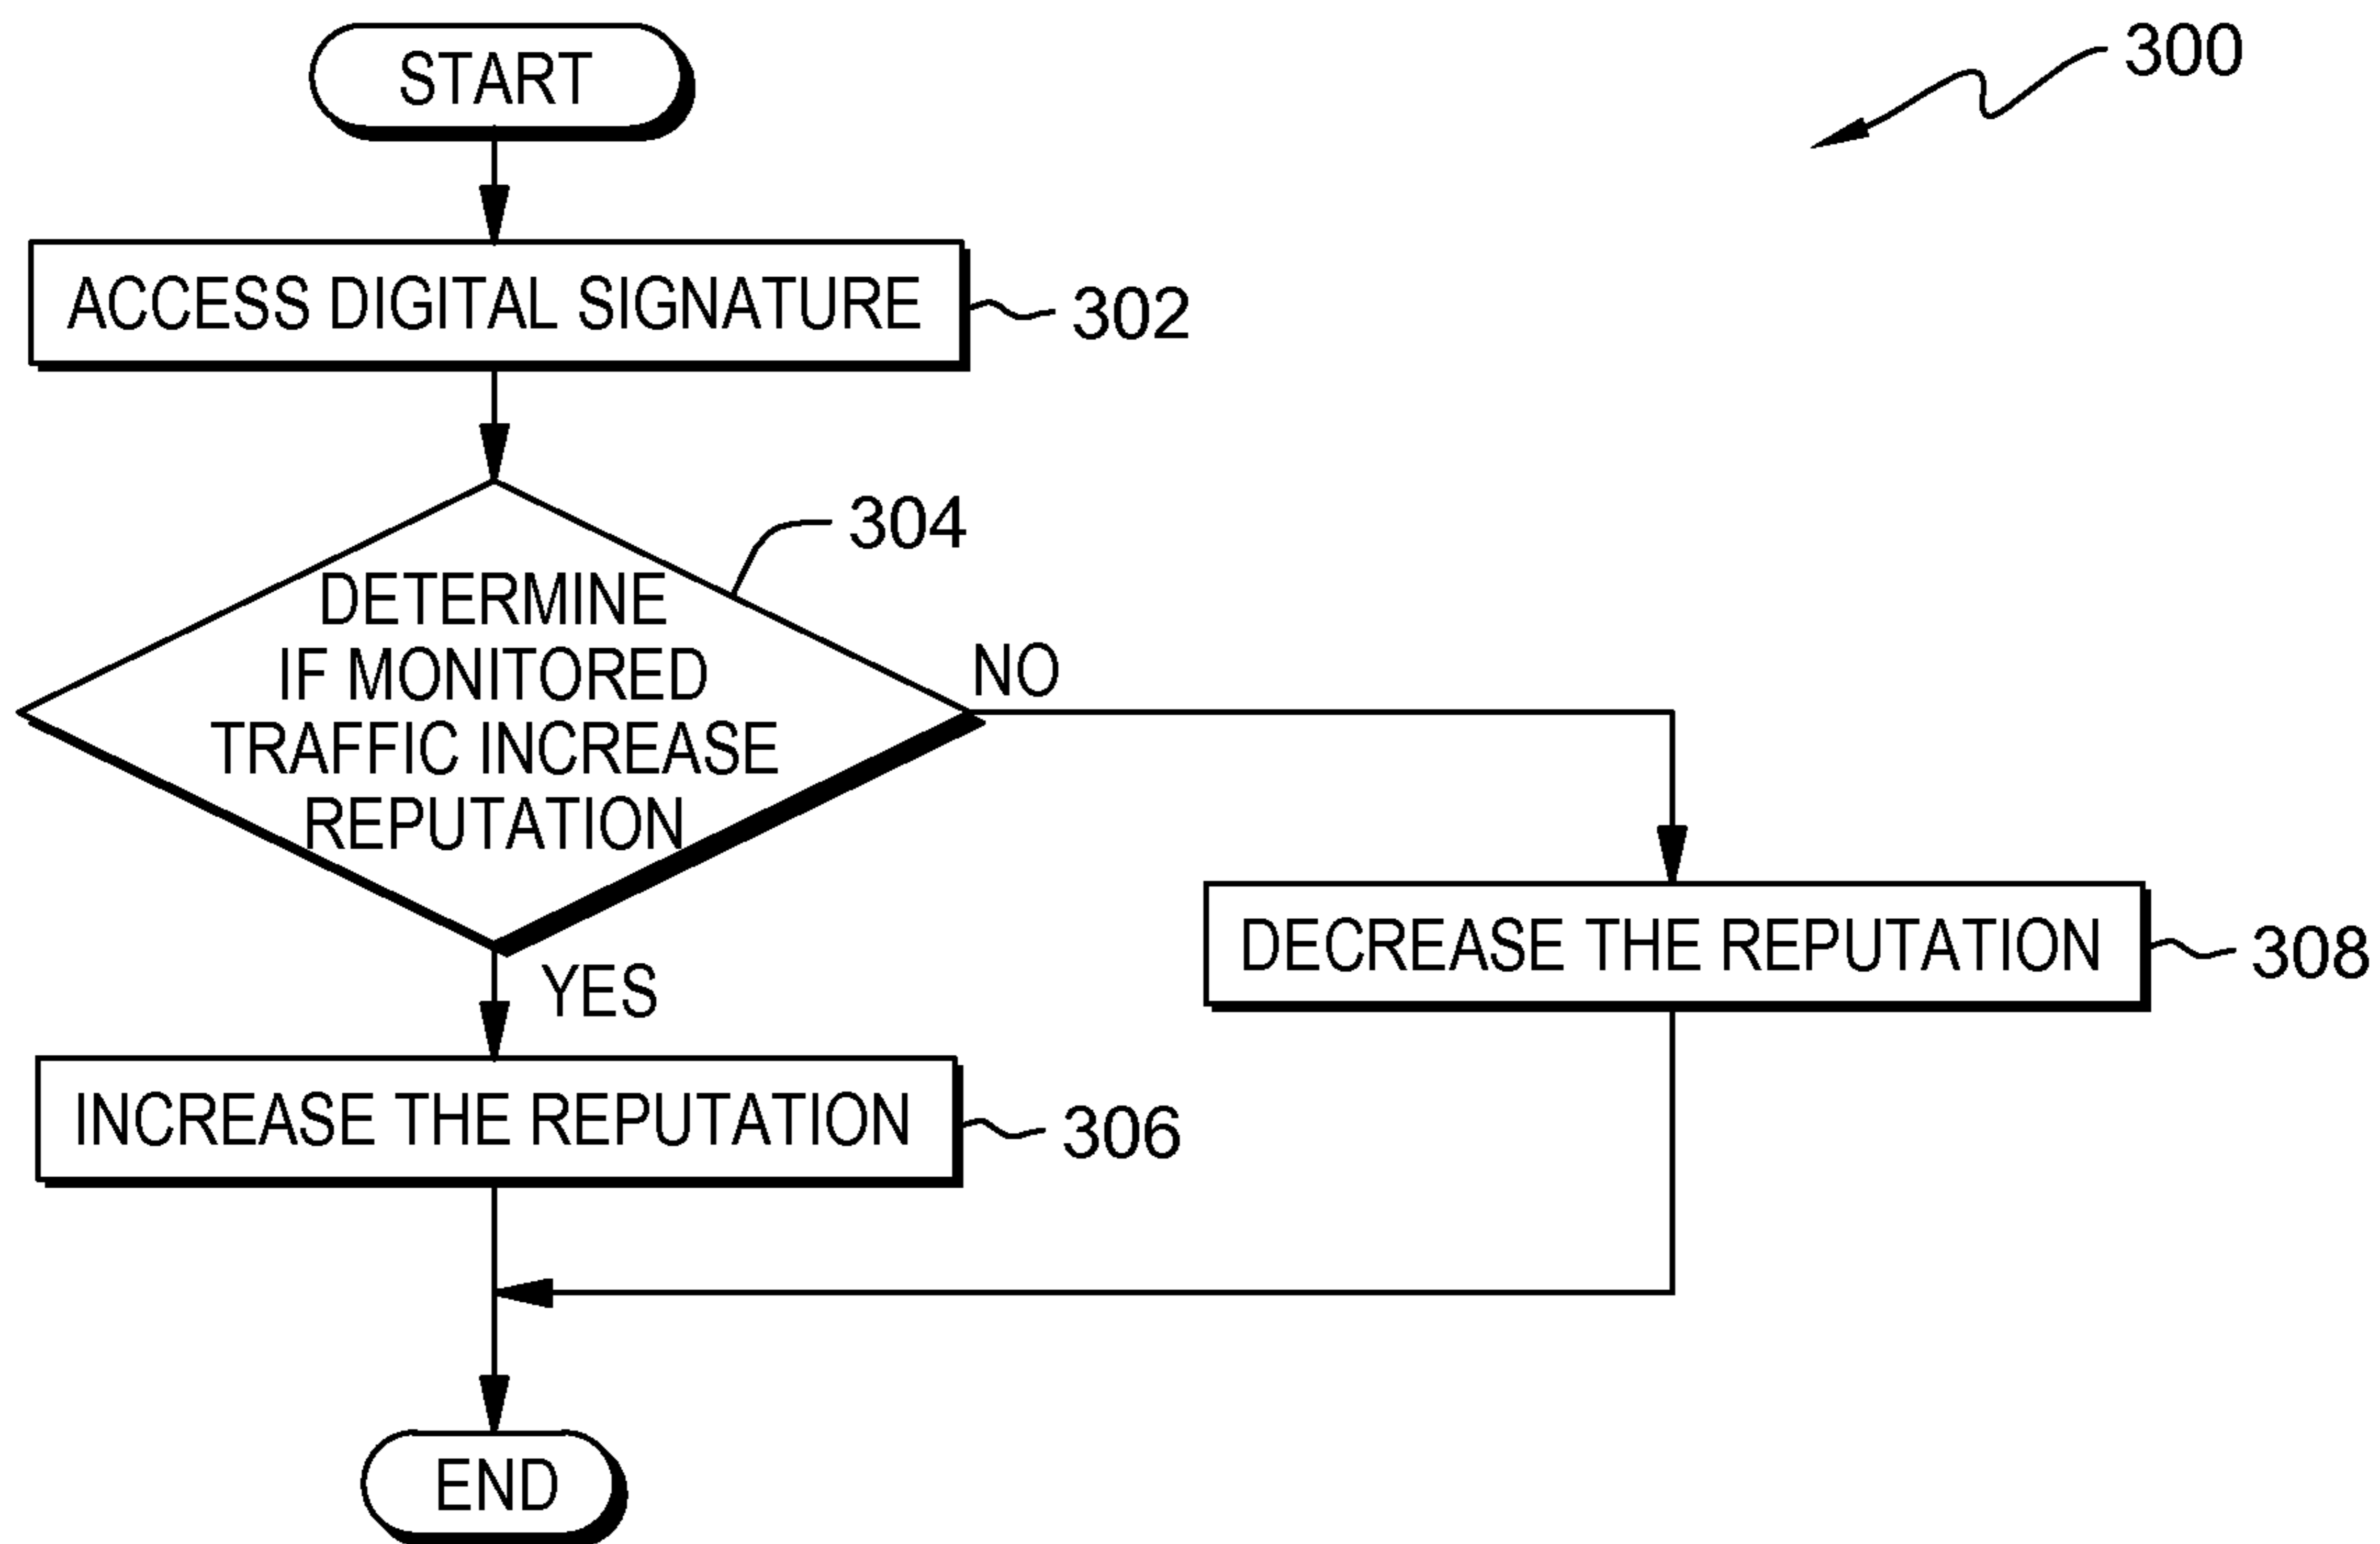 START
300
ACCESS DIGITAL SIGNATURE
302
304
DETERMINE
IF MONITORED
TRAFFIC INCREASE
REPUTATION
NO
DECREASE THE REPUTATION
308
YES
INCREASE THE REPUTATION
306
END